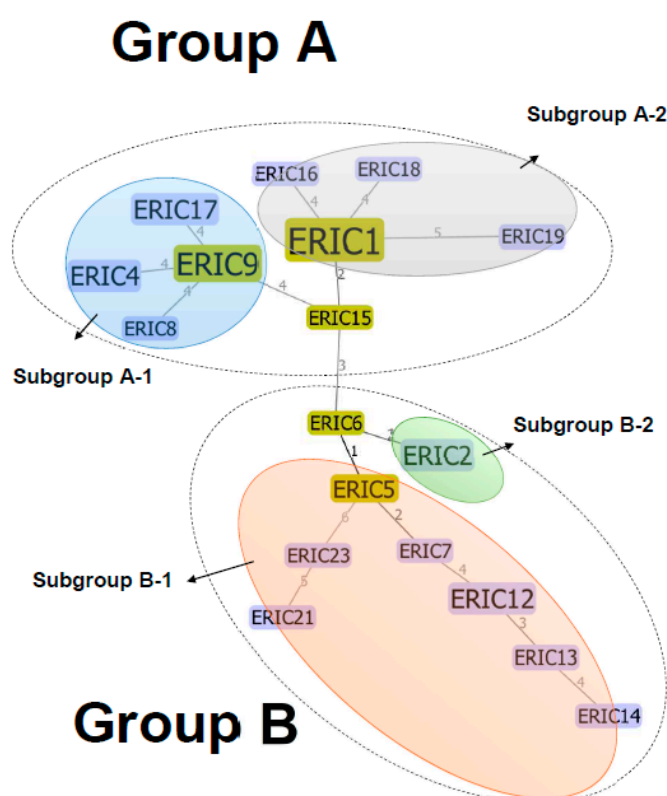 Group A
Subgroup A-2
ERIC16
ERIC18
4
4
ERIC17
4
ERIC1
5
ERIC19
ERIC9
ERIC4
4
2
4
4
ERIC8
ERIC15
Subgroup A-1
3
ERIC6
Subgroup B-2
1
ERIC2
ERIC5
6
2
ERIC23
ERIC7
Subgroup B-1
5
4
ERIC12
ERIC21
3
ERIC13
4
Group B
ERIC14